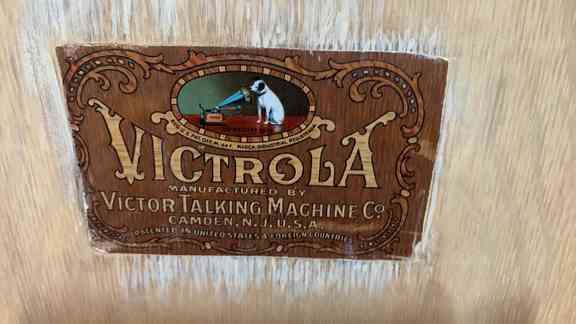 VICTROLA
MANUFACTURED BY
VICTOR TALKING MACHINE CO.
CAMDEN, N.J. U.S.A.
PATENTED IN UNITED STATES & FOREIGN COUNTRIES